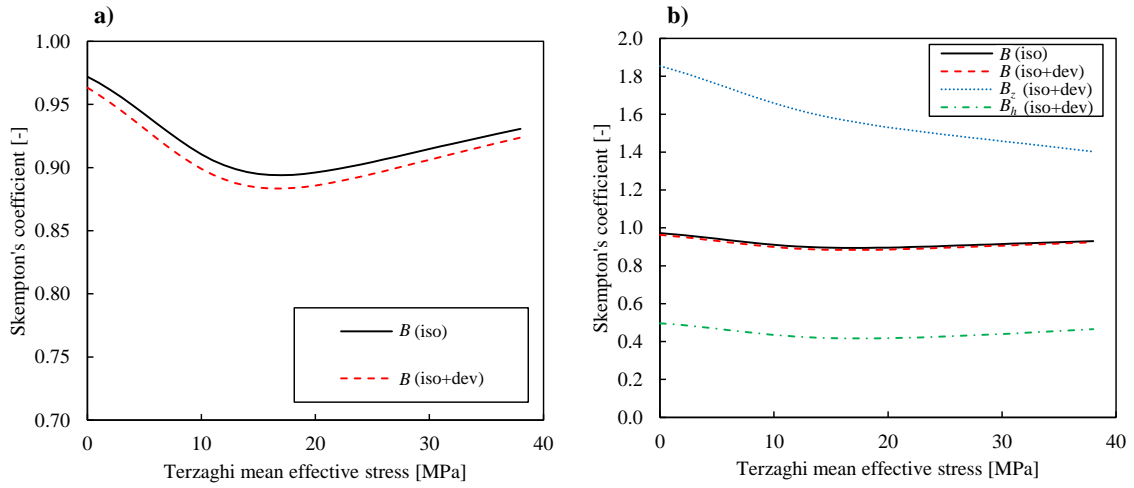 a)
Skempton's coefficient [-]
1.00
0.95
0.90
0.85
0.80
0.75
0.70
B (iso)
B (iso+dev)
0
10
20
30
40
Terzaghi mean effective stress [MPa]
b)
Skempton's coefficient [-]
2.0
1.8
1.6
1.4
1.2
1.0
0.8
0.6
0.4
0.2
0.0
B (iso)
B (iso+dev)
Bz (iso+dev)
Bh (iso+dev)
0
10
20
30
40
Terzaghi mean effective stress [MPa]